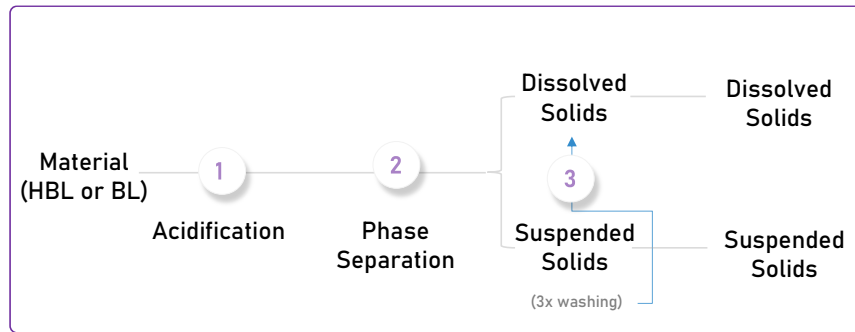 Material
(HBL or BL)
1
Acidification
2
Phase
Separation
Dissolved
Solids
3
Suspended
Solids
(3x washing)
Dissolved
Solids
Suspended
Solids